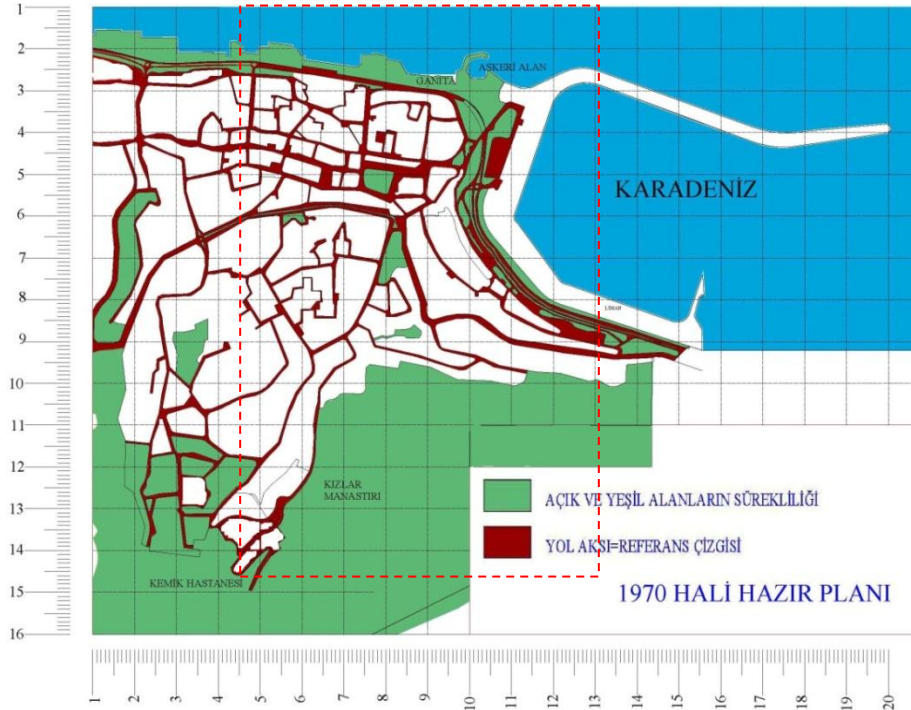 1
2
3
4
5
6
7
8
9
10
11
12
13
14
15
16
ASKERİ ALAN
GANİTA
KARADENİZ
LİMAN
KIZLAR
MANASTIRI
KEMİK HASTANESİ
AÇIK VE YEŞİL ALANLARIN SÜREKLİLİĞİ
YOL AKSI=REFERANS ÇİZGİSİ
1970 HALİ HAZIR PLANI
1 2 3 4 5 6 7 8 9 10 11 12 13 14 15 16 17 18 19 20